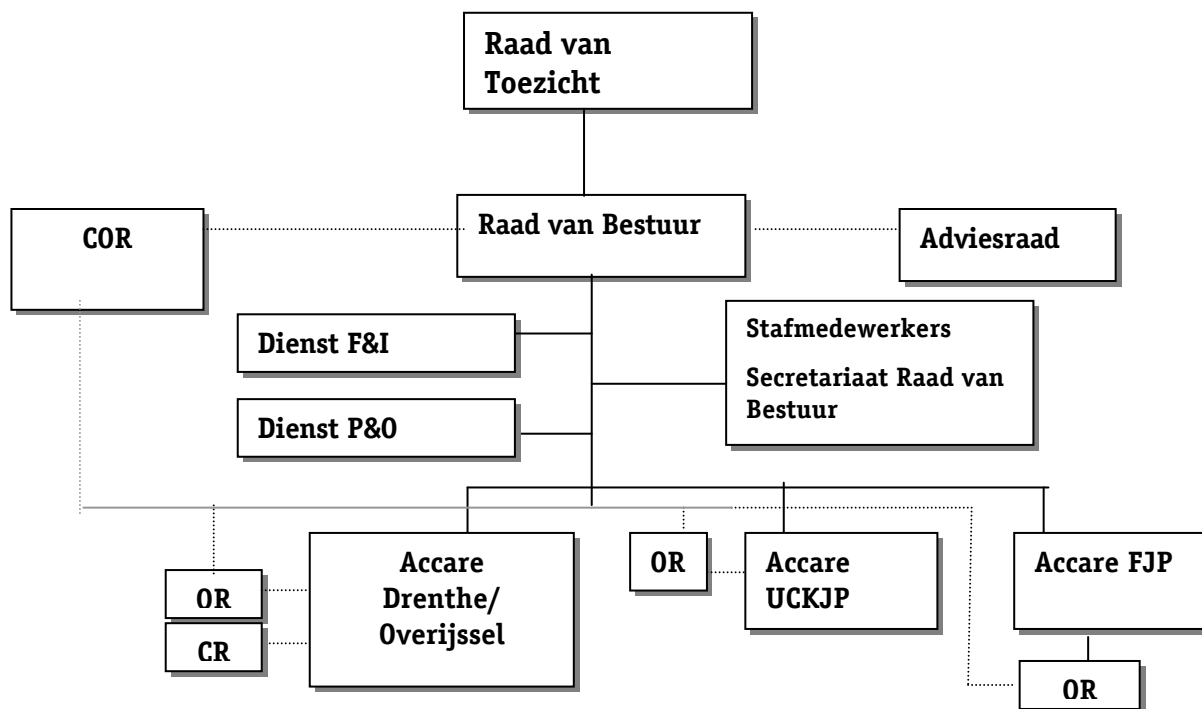 Raad van
Toezicht
COR
Raad van Bestuur
Adviesraad
Dienst F&I
Stafmedewerkers
Secretariaat Raad van
Bestuur
Dienst P&O
OR
CR
Accare
Drenthe/
Overijssel
OR
Accare
UCKJP
Accare FJP
OR